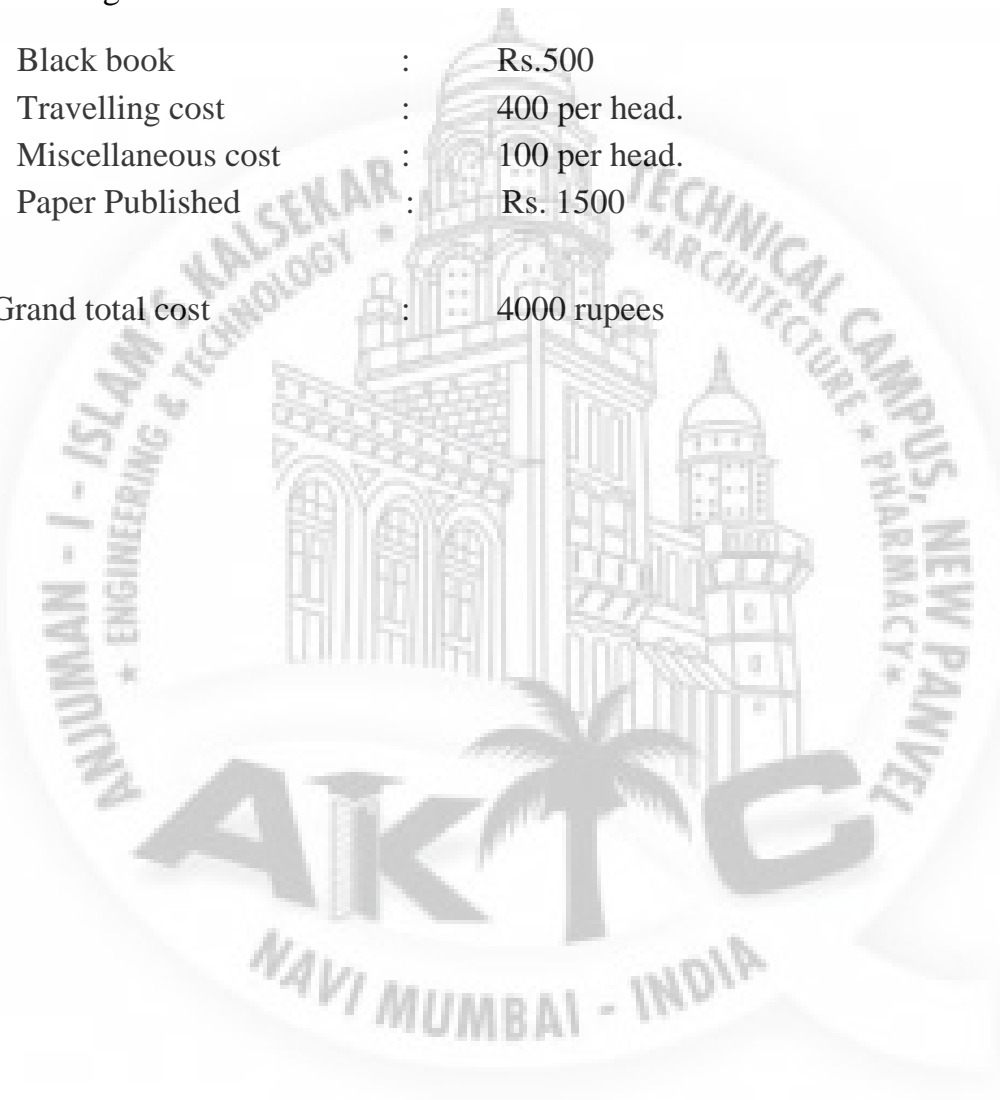 Black book : Rs.500
Travelling cost : 400 per head.
Miscellaneous cost : 100 per head.
Paper Published : Rs. 1500
Grand total cost : 4000 rupees
ANJUMAN - I - ISLAM'S KALSEKAR TECHNICAL CAMPUS, NEW PANVEL
* ENGINEERING & TECHNOLOGY * *ARCHITECTURE * PHARMACY*
AKTC
NAVI MUMBAI - INDIA